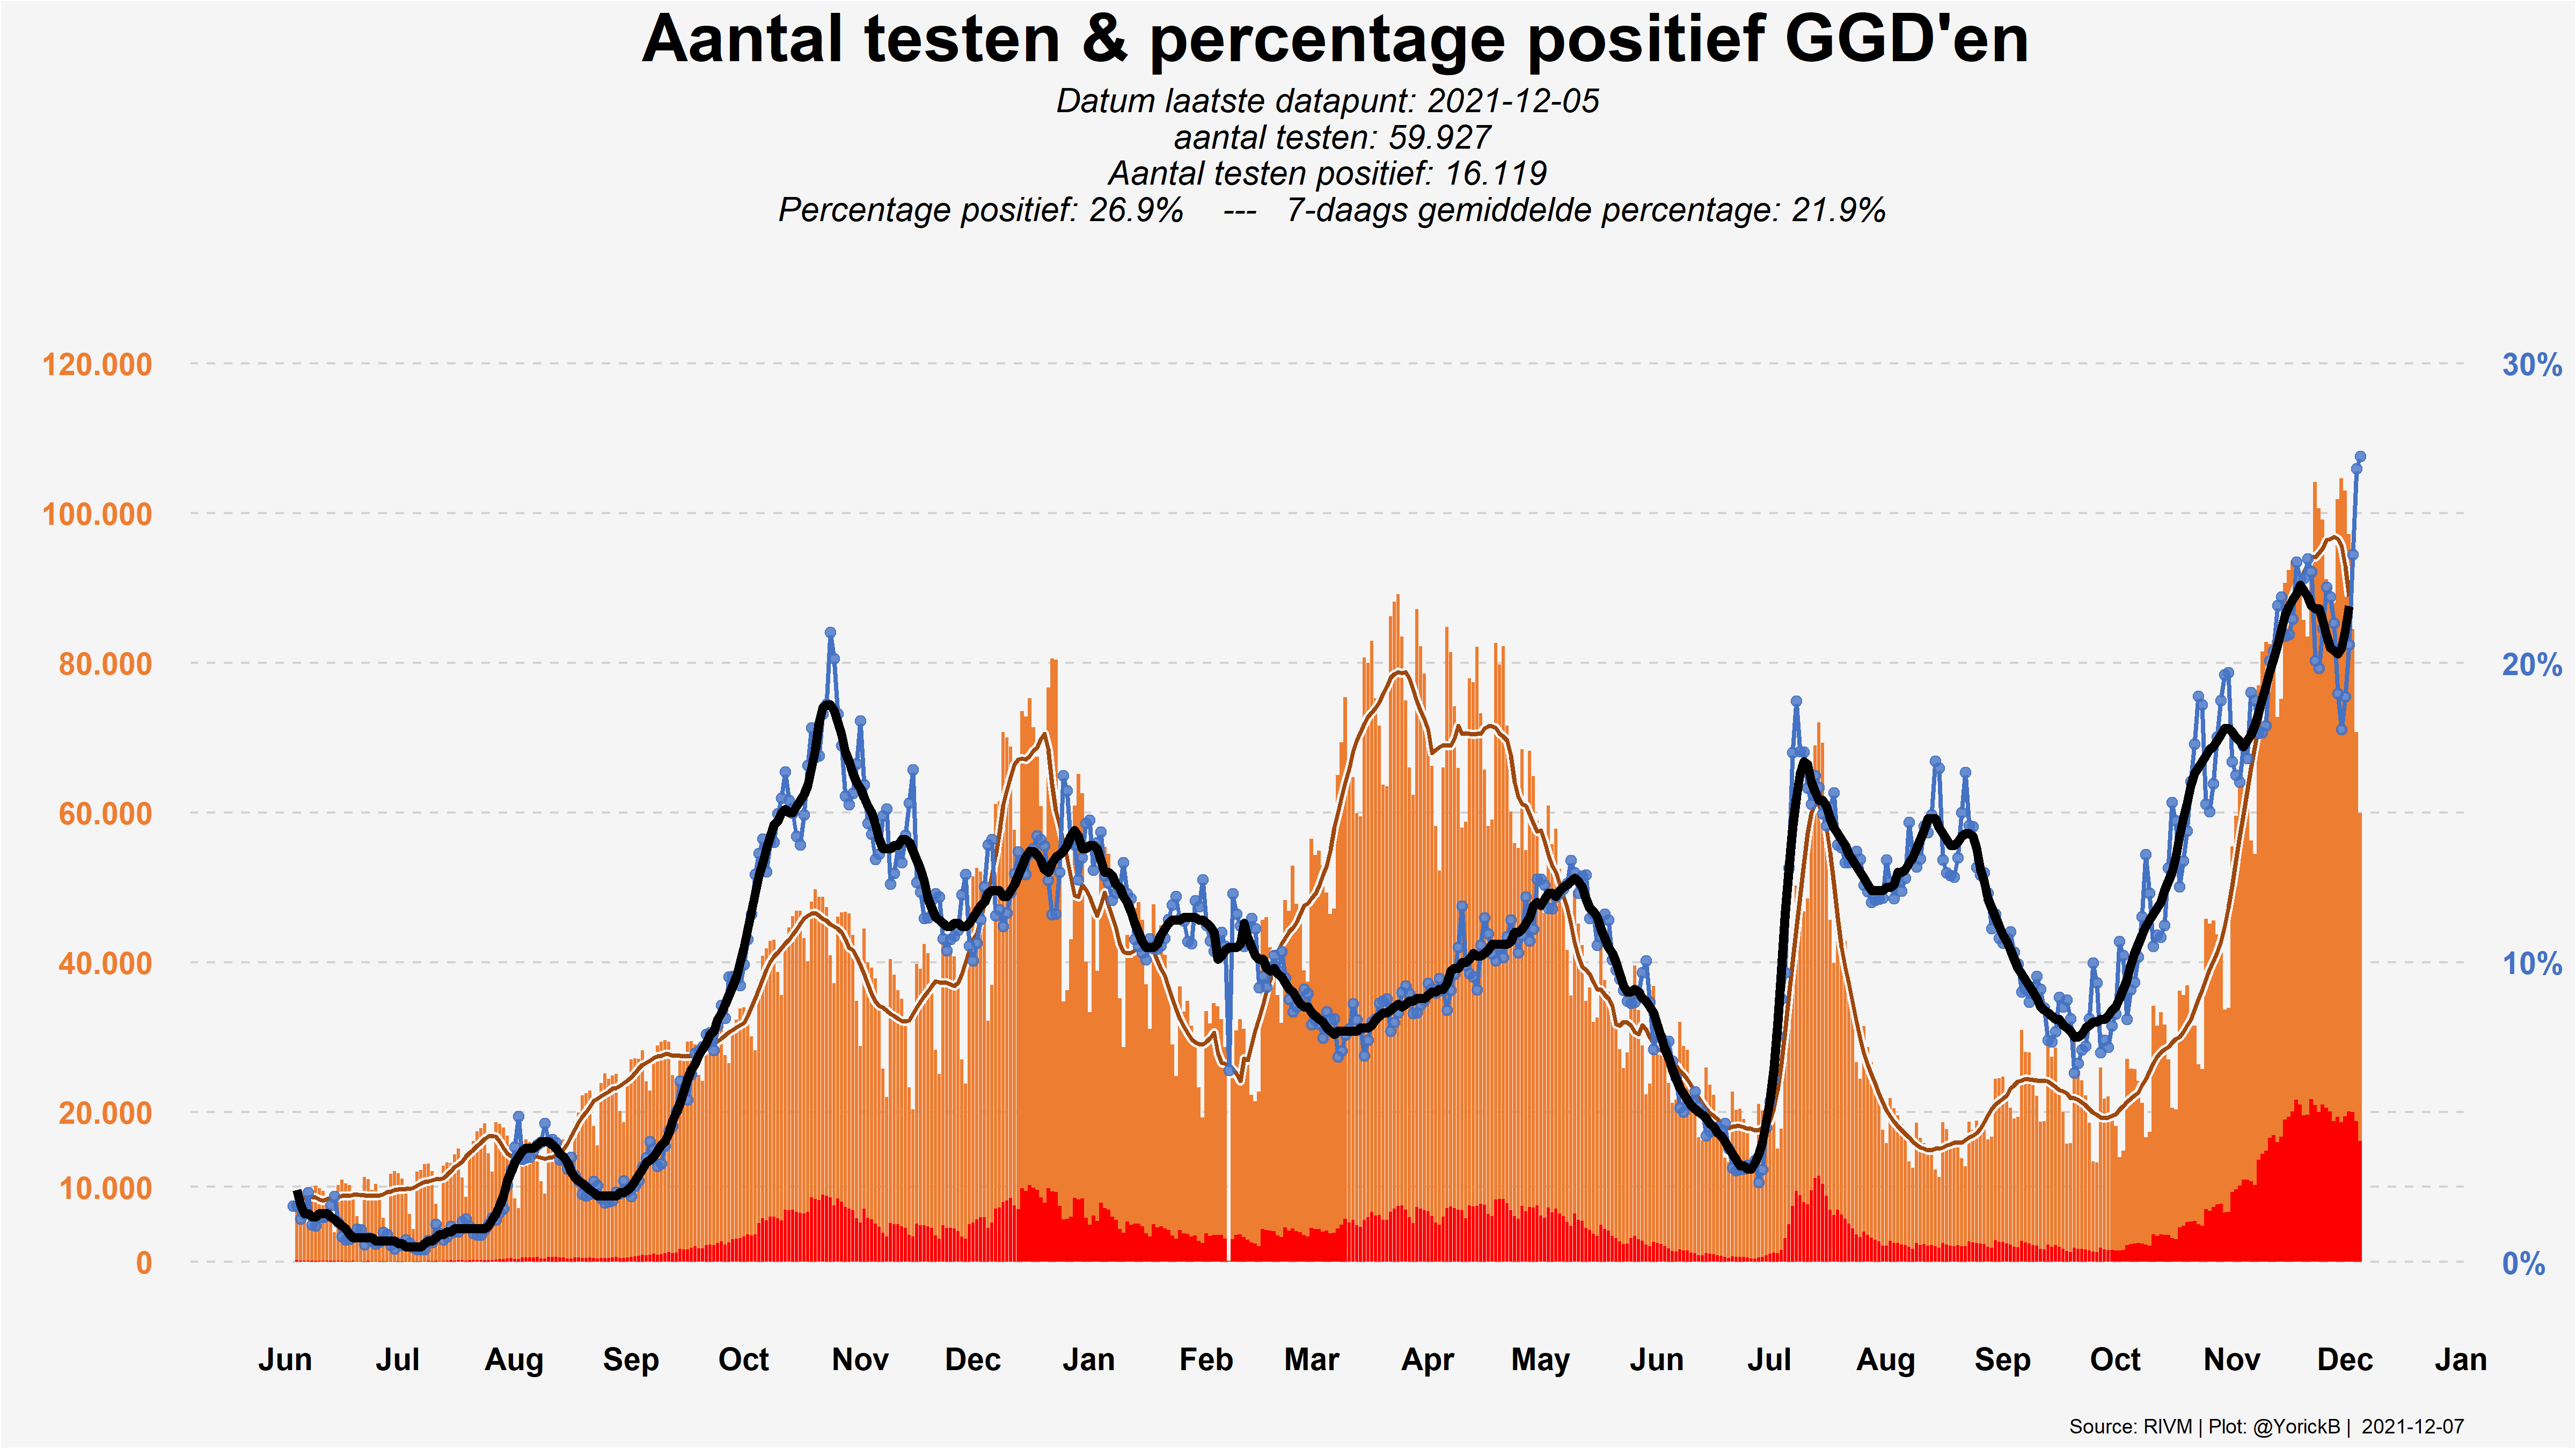 Aantal testen & percentage positief GGD'en
Datum laatste datapunt: 2021-12-05
aantal testen: 59.927
Aantal testen positief: 16.119
Percentage positief: 26.9% --- 7-daags gemiddelde percentage: 21.9%
120.000
30%
100.000
80.000
20%
60.000
40.000
10%
20.000
10.000
0
0%
Jun Jul Aug Sep Oct Nov Dec Jan Feb Mar Apr May Jun Jul Aug Sep Oct Nov Dec Jan
Source: RIVM | Plot: @YorickB | 2021-12-07